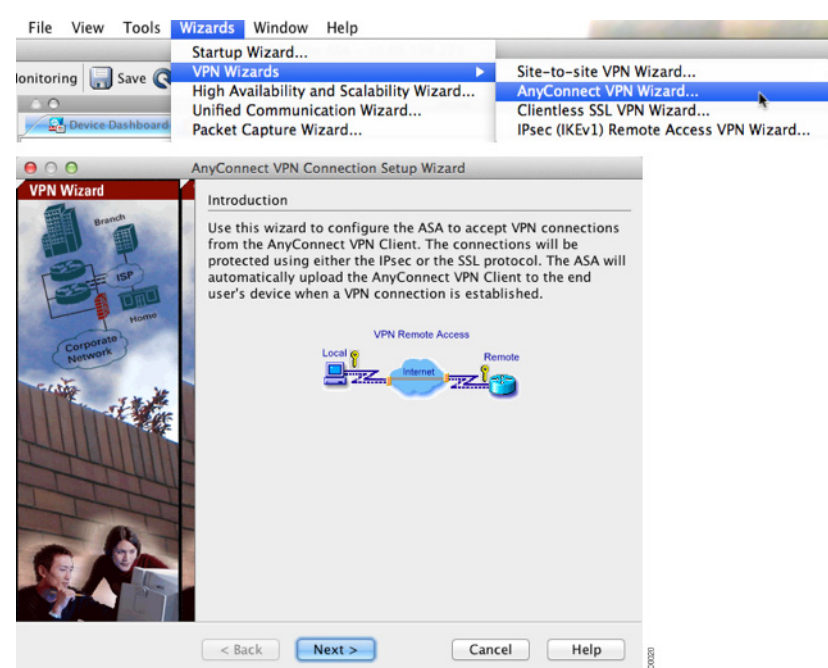 File View Tools Wizards Window Help
Startup Wizard...
onitoring Save VPN Wizards Site-to-site VPN Wizard...
High Availability and Scalability Wizard... AnyConnect VPN Wizard...
Unified Communication Wizard... Clientless SSL VPN Wizard...
Device Dashboard Packet Capture Wizard... IPsec (IKEv1) Remote Access VPN Wizard...
AnyConnect VPN Connection Setup Wizard
VPN Wizard
Branch
ISP
Home
Corporate
Network
Introduction
Use this wizard to configure the ASA to accept VPN connections
from the AnyConnect VPN Client. The connections will be
protected using either the IPsec or the SSL protocol. The ASA will
automatically upload the AnyConnect VPN Client to the end
user's device when a VPN connection is established.
VPN Remote Access
Local
Internet
Remote
< Back Next > Cancel Help